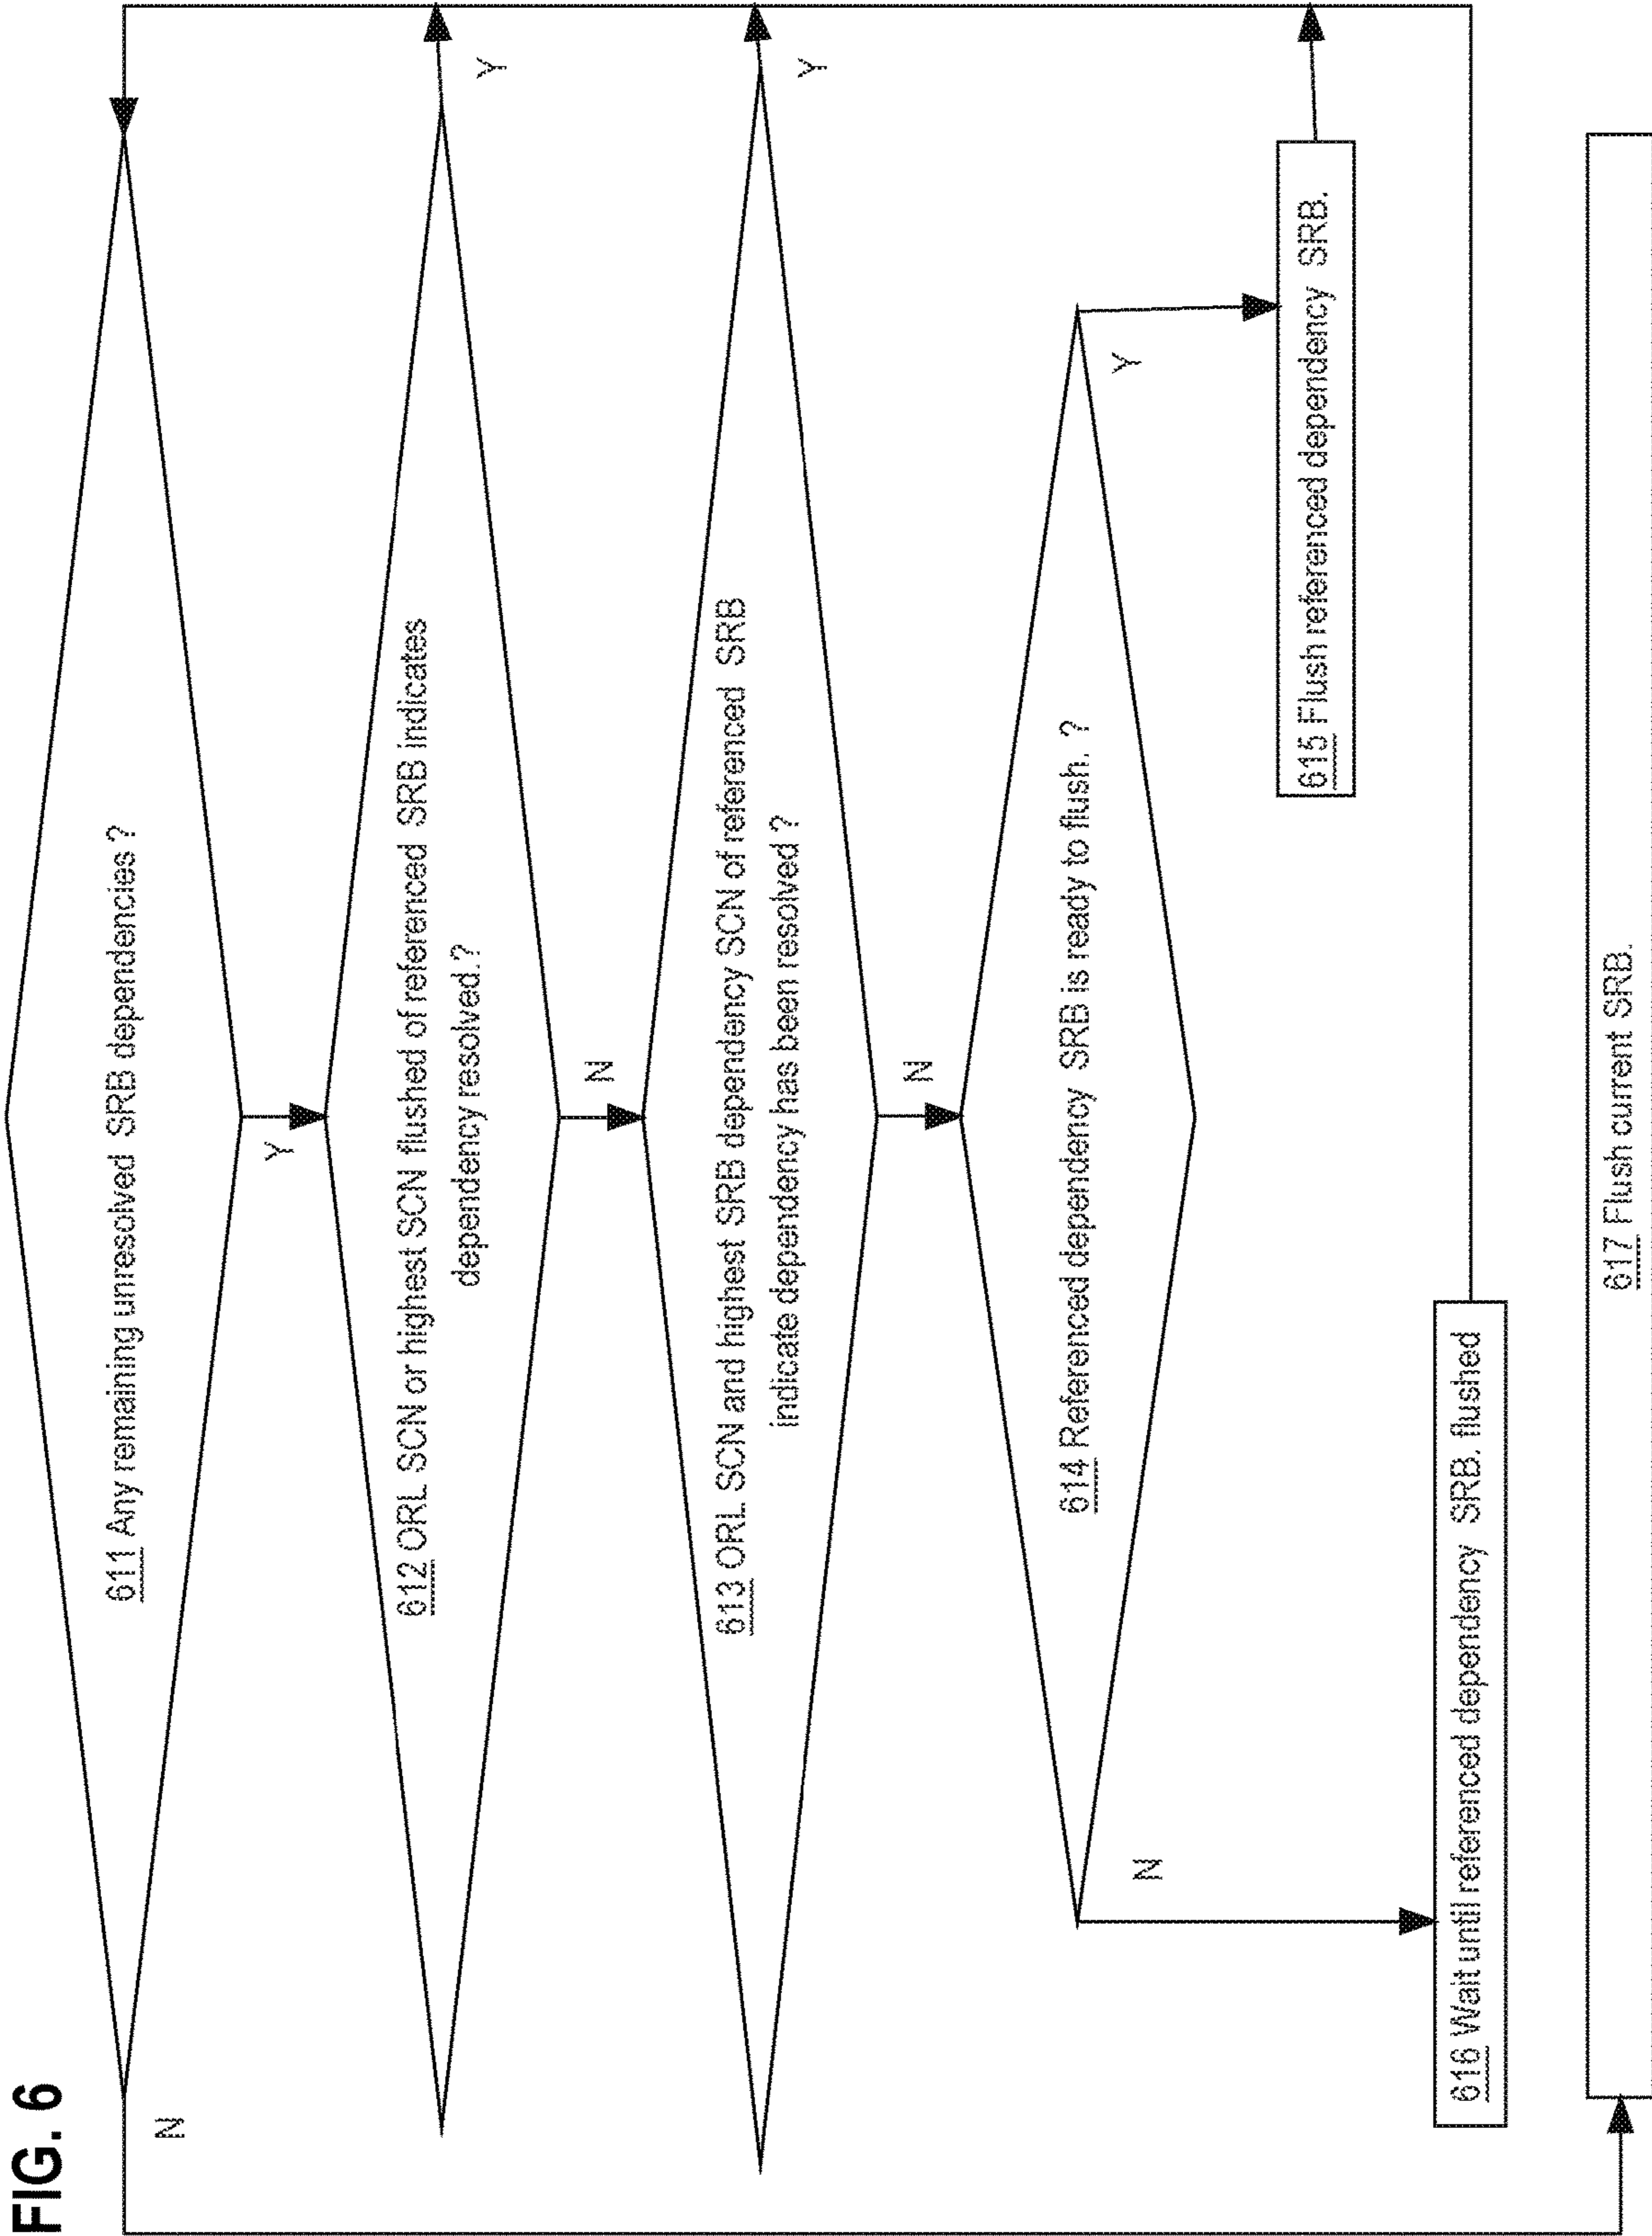 FIG. 6
611 Any remaining unresolved SRB dependencies ?
N
Y
612 ORL SCN or highest SCN flushed of referenced SRB indicates
dependency resolved.?
Y
N
613 ORL SCN and highest SRB dependency SCN of referenced SRB
indicate dependency has been resolved ?
Y
N
614 Referenced dependency SRB is ready to flush. ?
N
Y
615 Flush referenced dependency SRB.
616 Wait until referenced dependency SRB. flushed
617 Flush current SRB.